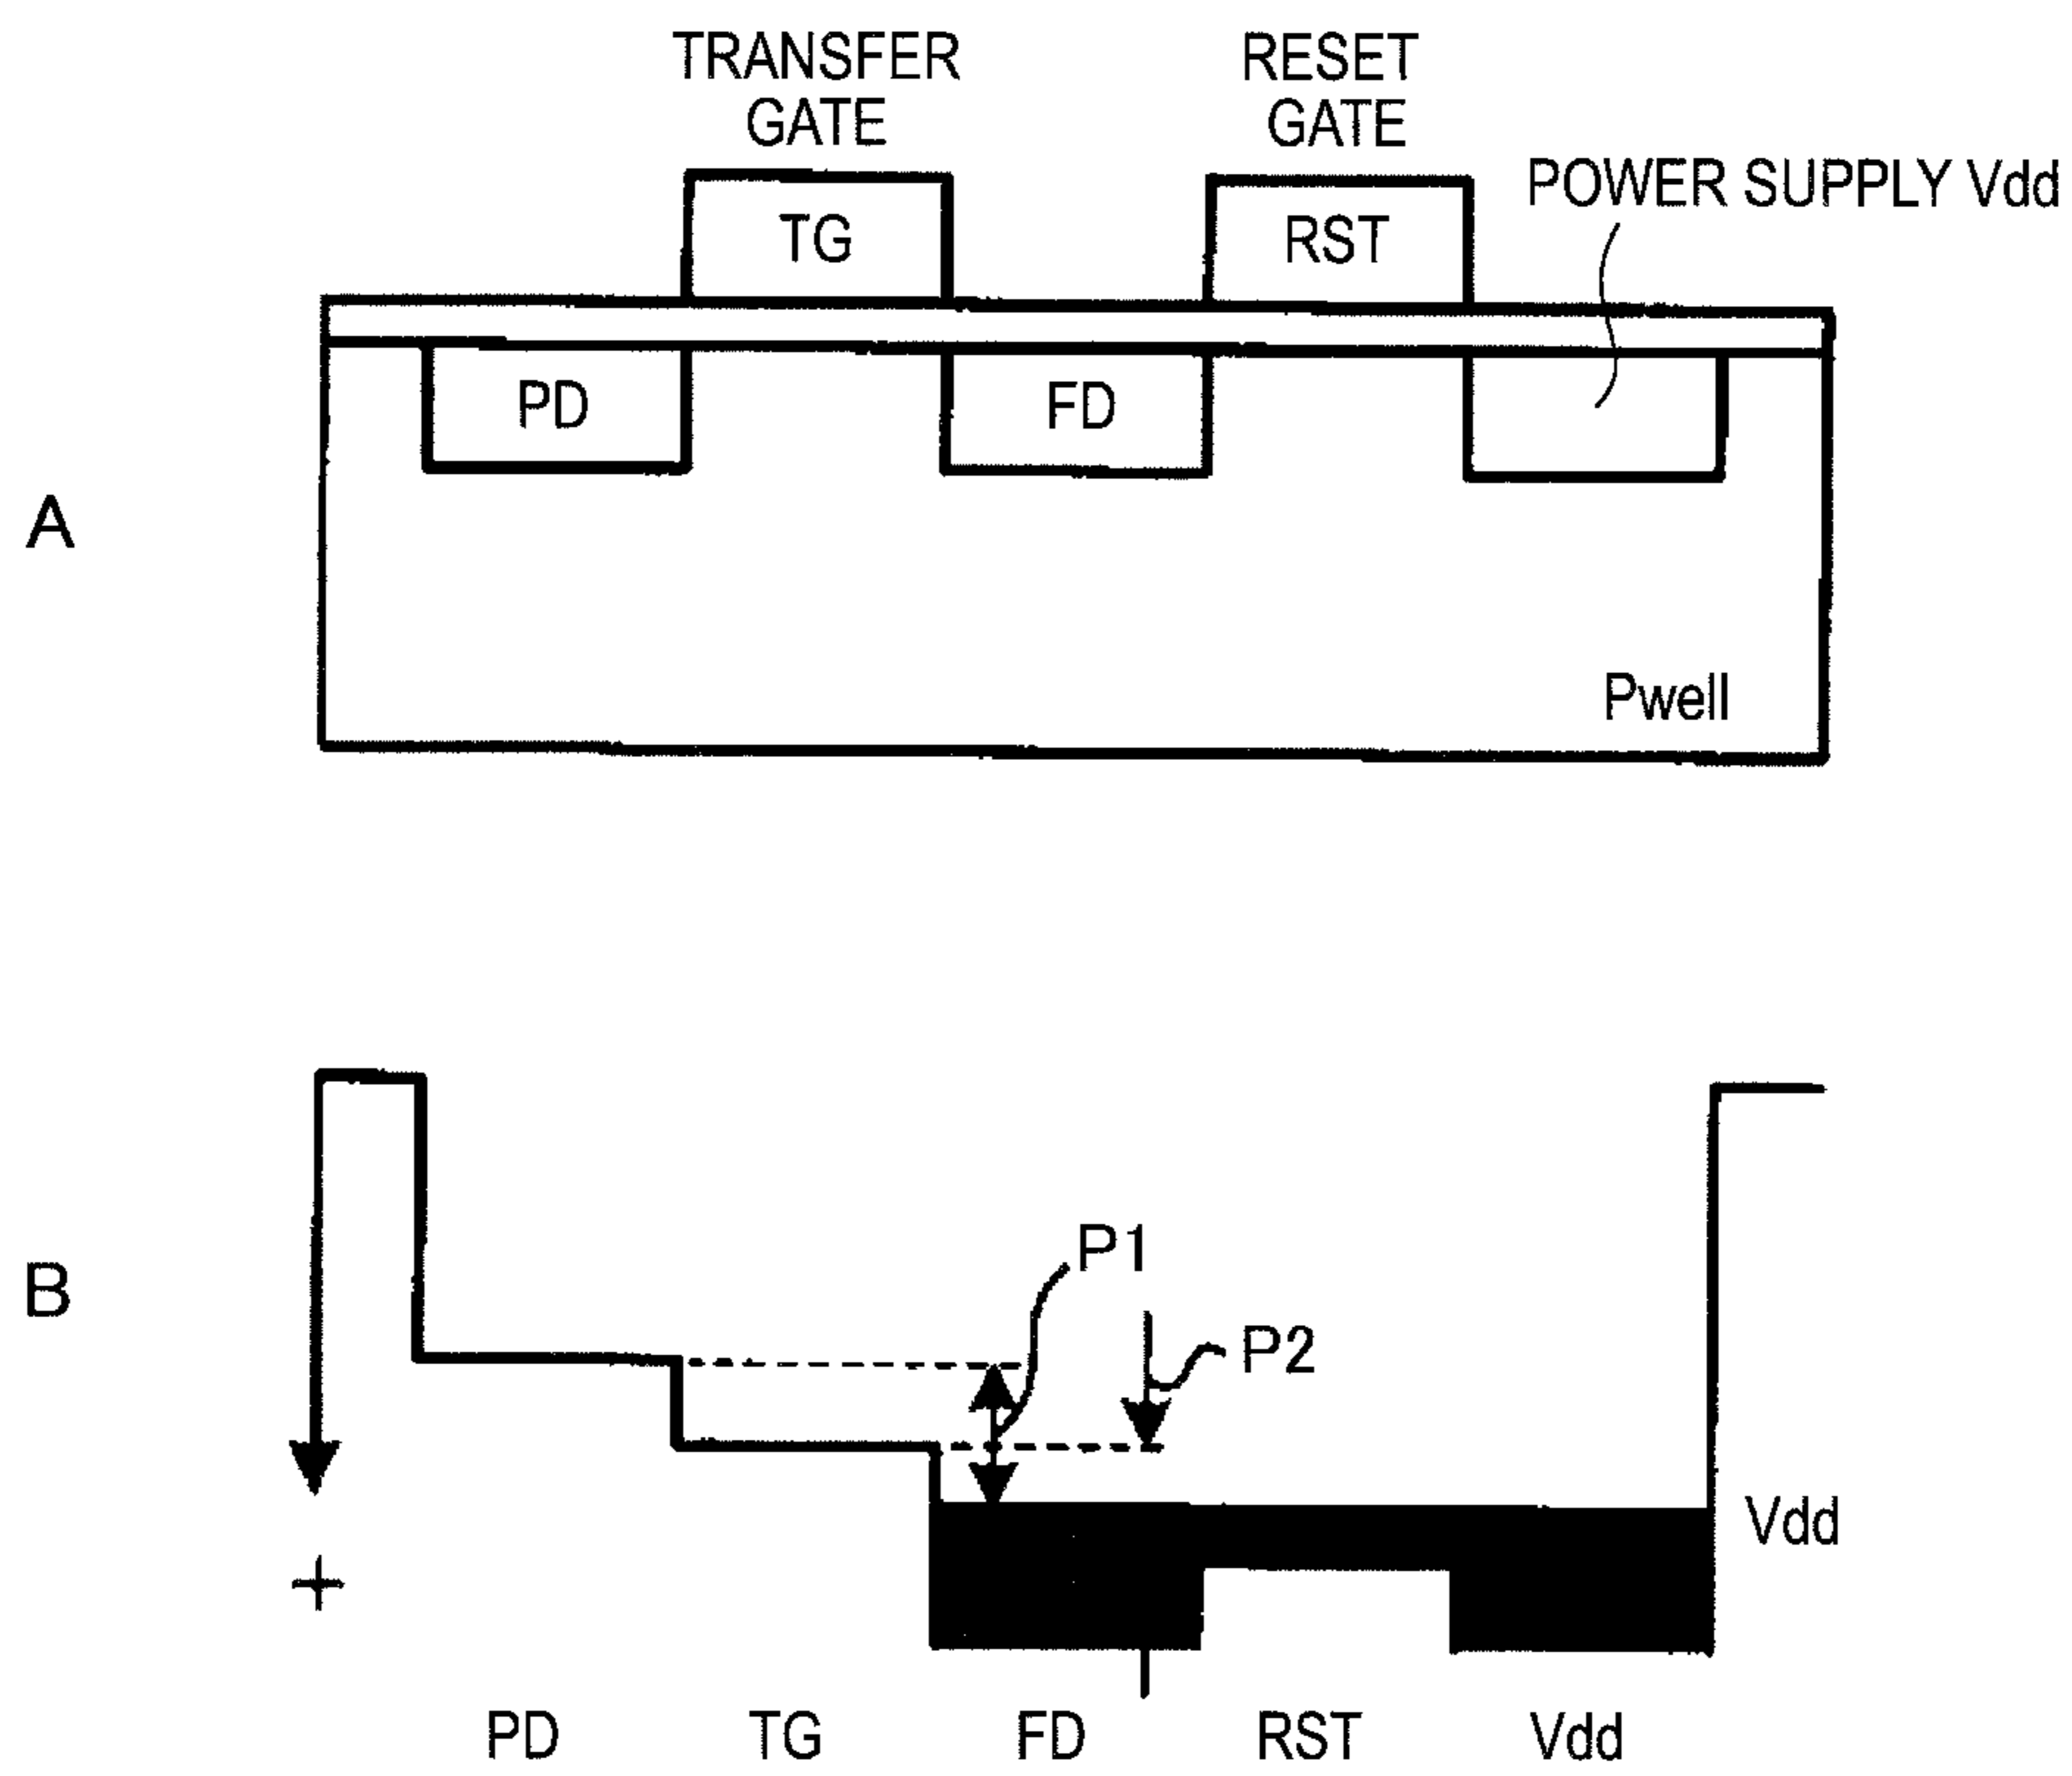 TRANSFER
GATE
RESET
GATE
POWER SUPPLY Vdd
TG
RST
PD
FD
A
Pwell
B
P1
P2
Vdd
+
PD
TG
FD
RST
Vdd